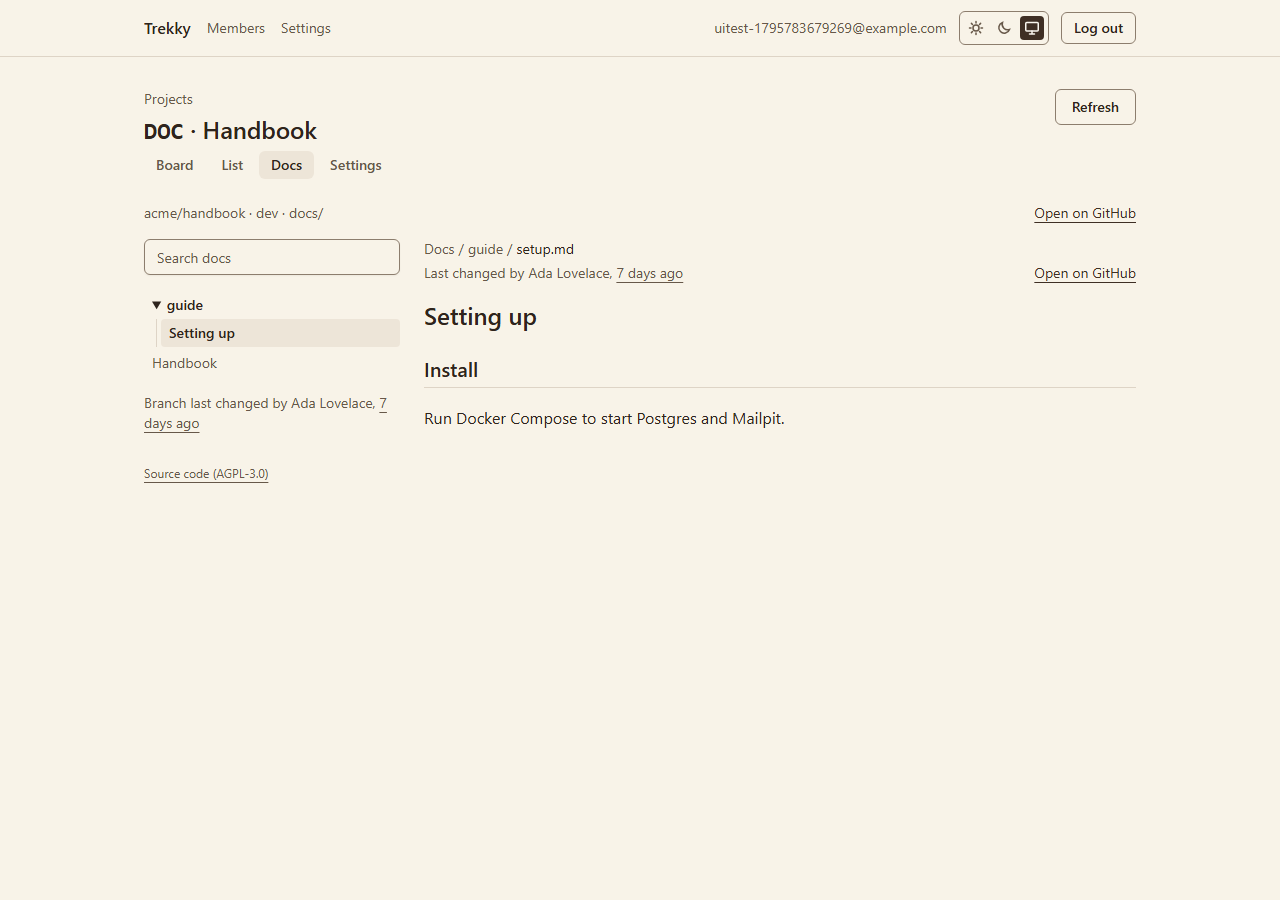 Trekky Members Settings uitest-1795783679269@example.com Log out
Projects
Refresh
DOC · Handbook
Board List Docs Settings
acme/handbook · dev · docs/ Open on GitHub
Search docs
Docs / guide / setup.md
Last changed by Ada Lovelace, 7 days ago Open on GitHub
guide
Setting up
Handbook
Branch last changed by Ada Lovelace, 7
days ago
Setting up
Install
Run Docker Compose to start Postgres and Mailpit.
Source code (AGPL-3.0)